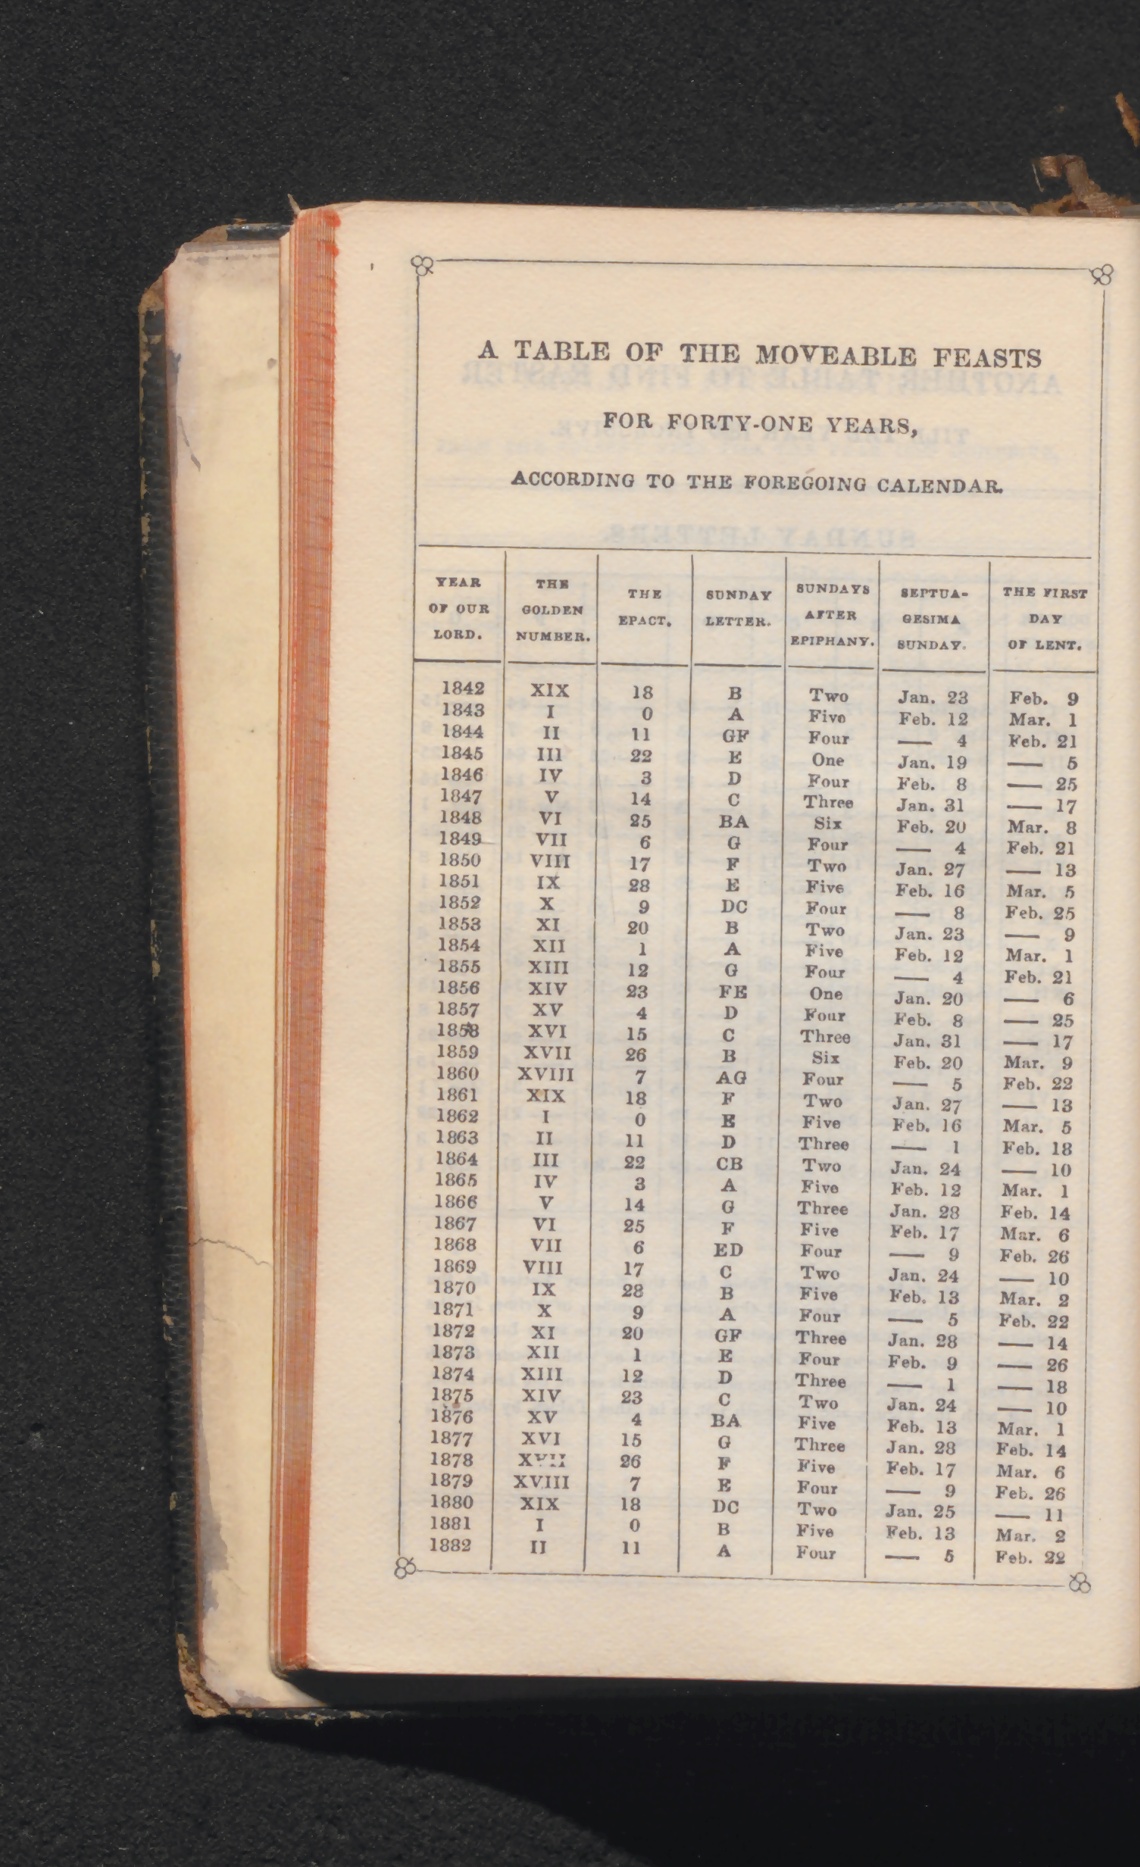 A TABLE OF THE MOVEABLE FEASTS
FOR FORTY-ONE YEARS,
ACCORDING TO THE FOREGOING CALENDAR.
YEAR OF OUR LORD. THE GOLDEN NUMBER. THE EPACT. SUNDAY LETTER. SUNDAYS AFTER EPIPHANY. SEPTUA-GESIMA SUNDAY. THE FIRST DAY OF LENT.
1842 XIX 18 B Two Jan. 23 Feb. 9
1843 I 0 A Five Feb. 12 Mar. 1
1844 II 11 GF Four — 4 Feb. 21
1845 III 22 E One Jan. 19 — 5
1846 IV 3 D Four Feb. 8 — 25
1847 V 14 C Three Jan. 31 — 17
1848 VI 25 BA Six Feb. 20 Mar. 8
1849 VII 6 G Four — 4 Feb. 21
1850 VIII 17 F Two Jan. 27 — 13
1851 IX 28 E Five Feb. 16 Mar. 5
1852 X 9 DC Four — 8 Feb. 25
1853 XI 20 B Two Jan. 23 — 9
1854 XII 1 A Five Feb. 12 Mar. 1
1855 XIII 12 G Four — 4 Feb. 21
1856 XIV 23 FE One Jan. 20 — 6
1857 XV 4 D Four Feb. 8 — 25
1858 XVI 15 C Three Jan. 31 — 17
1859 XVII 26 B Six Feb. 20 Mar. 9
1860 XVIII 7 AG Four — 5 Feb. 22
1861 XIX 18 F Two Jan. 27 — 13
1862 I 0 E Five Feb. 16 Mar. 5
1863 II 11 D Three — 1 Feb. 18
1864 III 22 CB Two Jan. 24 — 10
1865 IV 3 A Five Feb. 12 Mar. 1
1866 V 14 G Three Jan. 28 Feb. 14
1867 VI 25 F Five Feb. 17 Mar. 6
1868 VII 6 ED Four — 9 Feb. 26
1869 VIII 17 C Two Jan. 24 — 10
1870 IX 28 B Five Feb. 13 Mar. 2
1871 X 9 A Four — 5 Feb. 22
1872 XI 20 GF Three Jan. 28 — 14
1873 XII 1 E Four Feb. 9 — 26
1874 XIII 12 D Three — 1 — 18
1875 XIV 23 C Two Jan. 24 — 10
1876 XV 4 BA Five Feb. 13 Mar. 1
1877 XVI 15 G Three Jan. 28 Feb. 14
1878 XVII 26 F Five Feb. 17 Mar. 6
1879 XVIII 7 E Four — 9 Feb. 26
1880 XIX 18 DC Two Jan. 25 — 11
1881 I 0 B Five Feb. 13 Mar. 2
1882 II 11 A Four — 5 Feb. 22